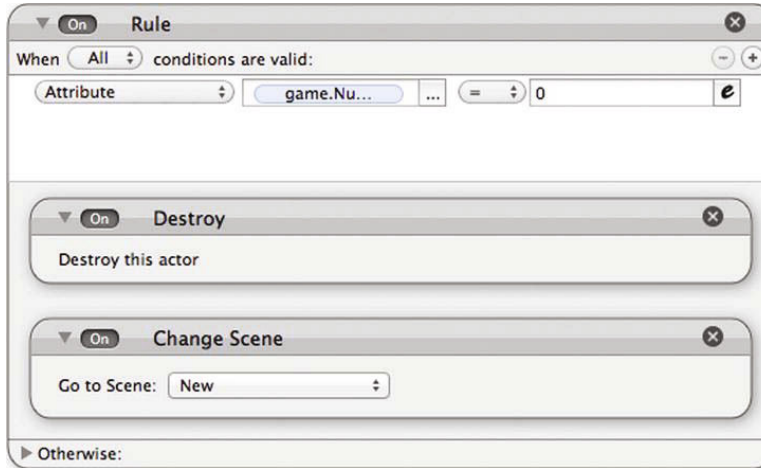 On Rule
When All conditions are valid:
Attribute game.Nu... ... = 0 e
On Destroy
Destroy this actor
On Change Scene
Go to Scene: New
Otherwise: